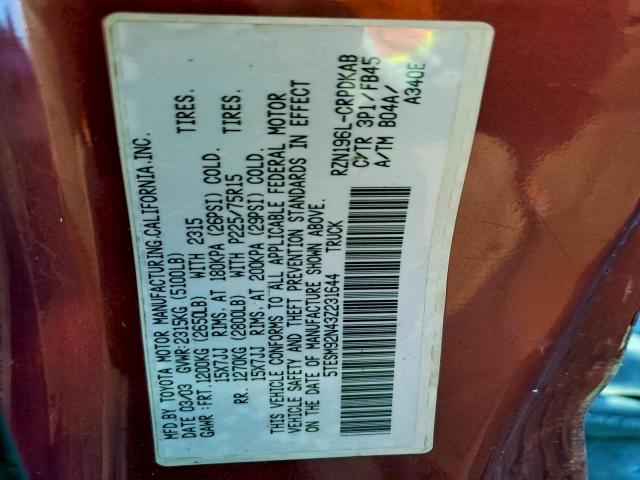 MFD.BY TOYOTA MOTOR MANUFACTURING,CALIFORNIA,INC.
DATE 03/03 GVWR:2315KG (5100LB)
GAWR:FRT.1200KG (2650LB) WITH 2315 TIRES.
15X7JJ RIMS. AT 180KPA (26PSI) COLD.
RR. 1270KG (2800LB) WITH P225/75R15 TIRES.
15X7JJ RIMS. AT 200KPA (29PSI) COLD.
THIS VEHICLE CONFORMS TO ALL APPLICABLE FEDERAL MOTOR
VEHICLE SAFETY AND THEFT PREVENTION STANDARDS IN EFFECT
ON THE DATE OF MANUFACTURE SHOWN ABOVE.
5TESM92N43Z231644 TRUCK
RZN196L-CRPDKAB
C/TR 3P1/FB45
A/TM B04A/
A340E